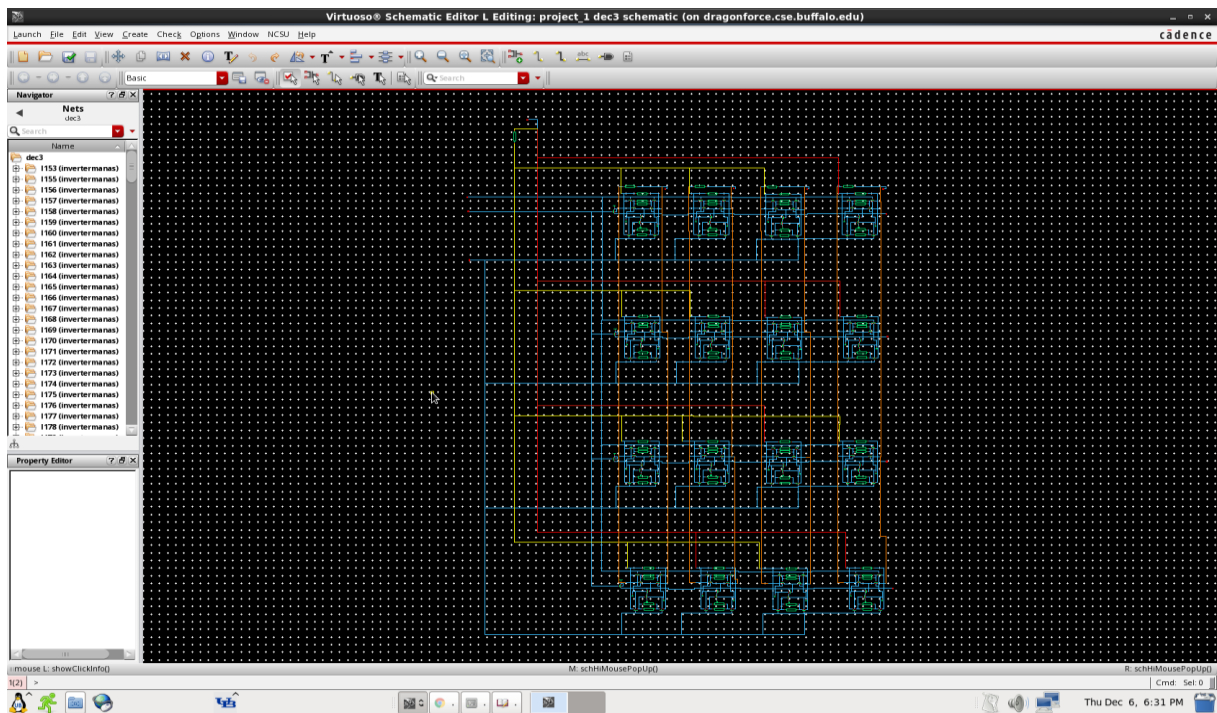 Virtuoso® Schematic Editor L Editing: project_1 dec3 schematic (on dragonforce.cse.buffalo.edu)
Launch File Edit View Create Check Options Window NCSU Help
cādence
Basic
Search
Navigator
Nets
dec3
Search
Name
dec3
I153 (invertermanas)
I155 (invertermanas)
I156 (invertermanas)
I157 (invertermanas)
I158 (invertermanas)
I159 (invertermanas)
I160 (invertermanas)
I161 (invertermanas)
I162 (invertermanas)
I163 (invertermanas)
I164 (invertermanas)
I165 (invertermanas)
I166 (invertermanas)
I167 (invertermanas)
I168 (invertermanas)
I169 (invertermanas)
I170 (invertermanas)
I171 (invertermanas)
I172 (invertermanas)
I173 (invertermanas)
I174 (invertermanas)
I175 (invertermanas)
I176 (invertermanas)
I177 (invertermanas)
I178 (invertermanas)
Property Editor
mouse L: showClickInfo()
M: schHiMousePopUp()
R: schHiMousePopUp()
1(2) >
Cmd: Sel: 0
Thu Dec 6, 6:31 PM